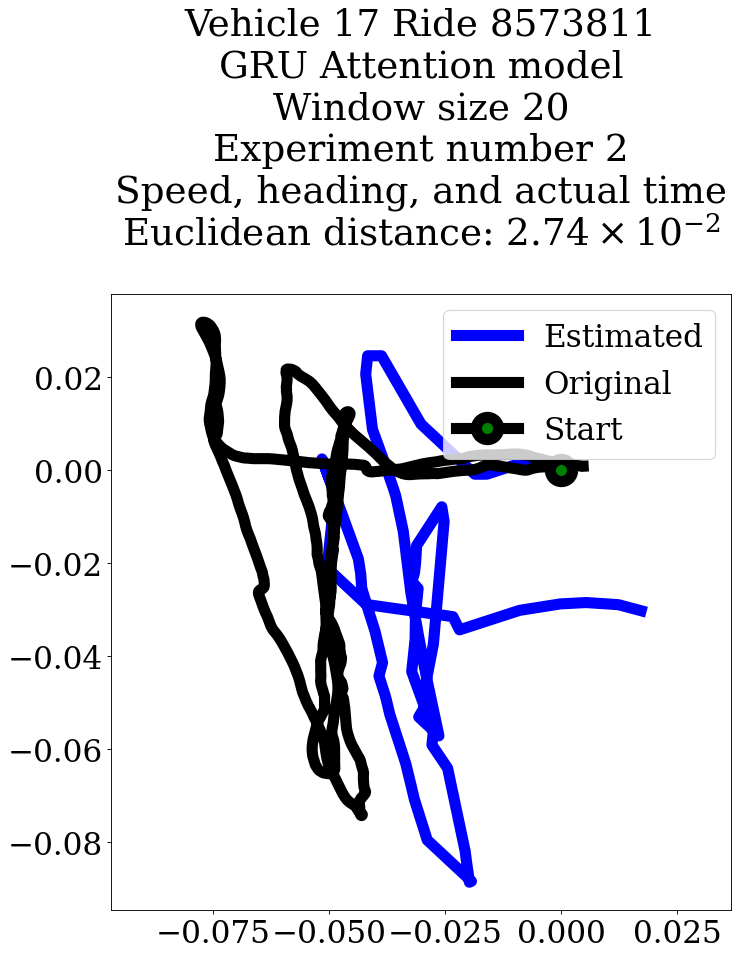 Vehicle 17 Ride 8573811
GRU Attention model
Window size 20
Experiment number 2
Speed, heading, and actual time
Euclidean distance: 2.74 × 10⁻²
Estimated
Original
Start
0.02
0.00
−0.02
−0.04
−0.06
−0.08
−0.075 −0.050 −0.025 0.000 0.025